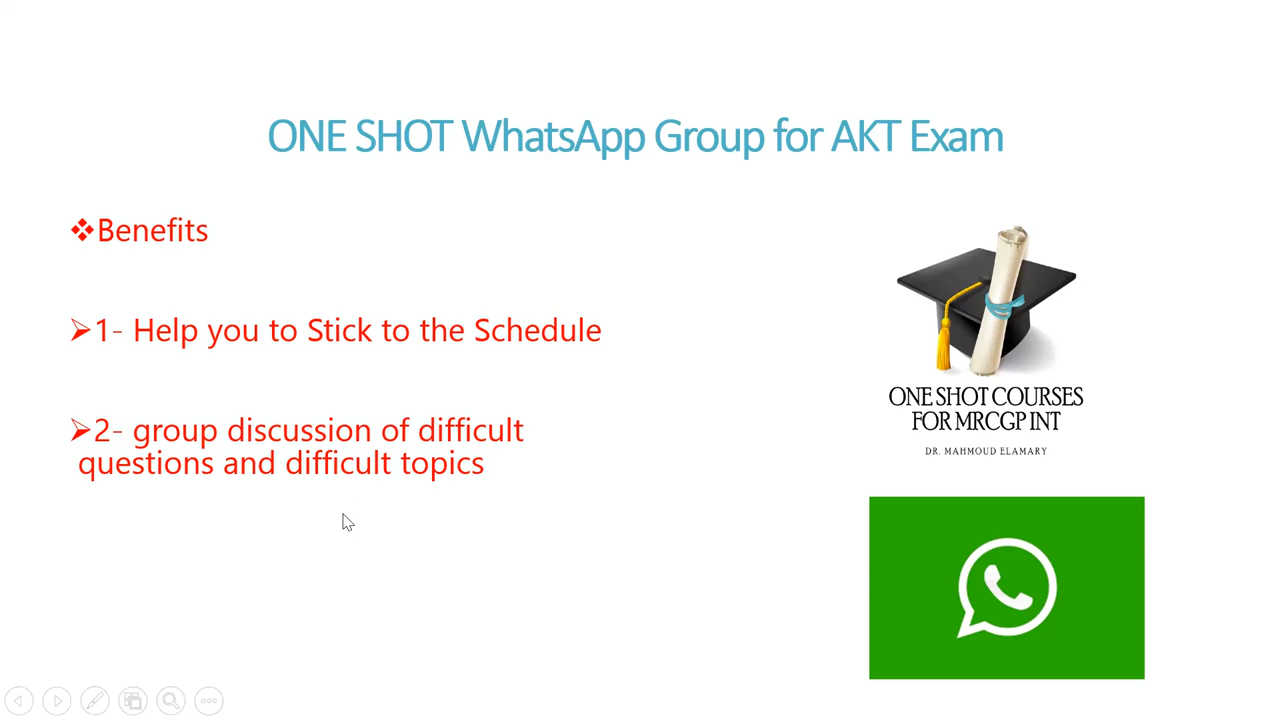 ONE SHOT WhatsApp Group for AKT Exam
❖Benefits
➢1- Help you to Stick to the Schedule
➢2- group discussion of difficult
questions and difficult topics
ONE SHOT COURSES
FOR MRCGP INT
DR. MAHMOUD ELAMARY